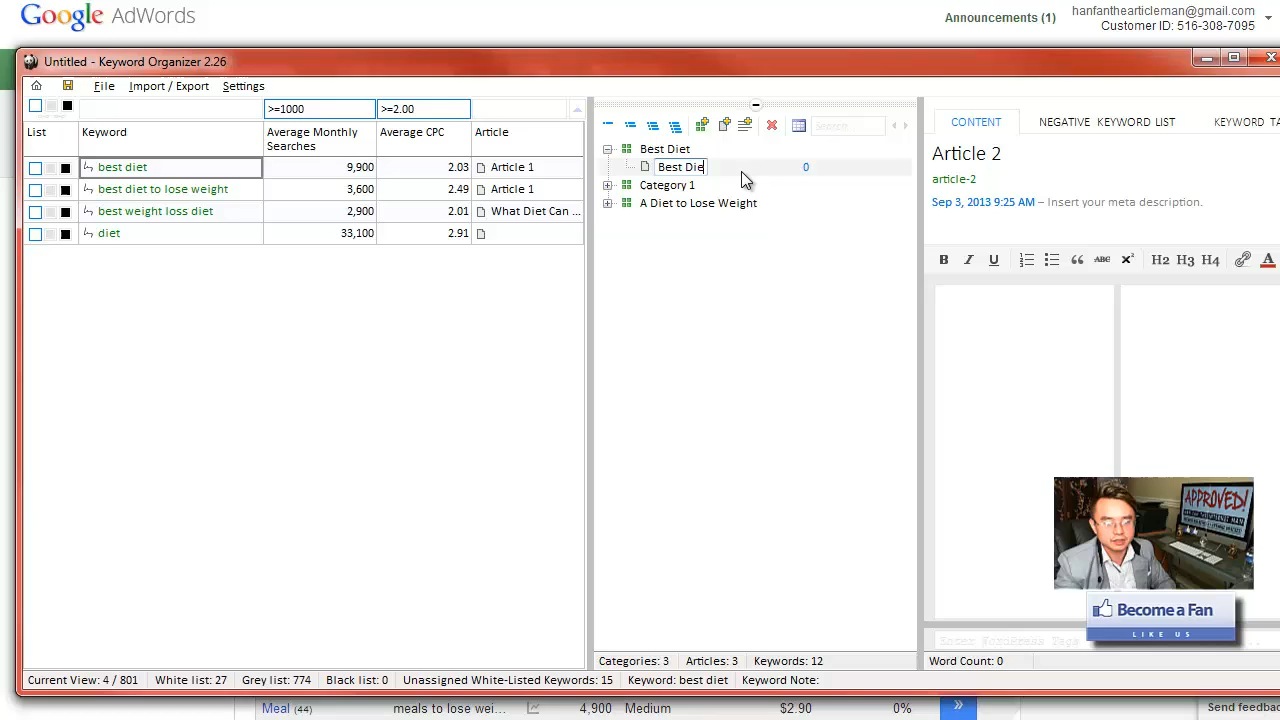 Google AdWords
Announcements (1)
hanfanthearticleman@gmail.com
Customer ID: 516-308-7095
Untitled - Keyword Organizer 2.26
File Import / Export Settings
>=1000 >=2.00
List Keyword Average Monthly Searches Average CPC Article
best diet 9,900 2.03 Article 1
best diet to lose weight 3,600 2.49 Article 1
best weight loss diet 2,900 2.01 What Diet Can ...
diet 33,100 2.91
Search
Best Diet
Best Die 0
Category 1
A Diet to Lose Weight
CONTENT NEGATIVE KEYWORD LIST KEYWORD TA
Article 2
article-2
Sep 3, 2013 9:25 AM – Insert your meta description.
B I U ABC X² H2 H3 H4 A
APPROVED!
Become a Fan
LIKE US
Enter WordPress Tags
Categories: 3 Articles: 3 Keywords: 12
Word Count: 0
Current View: 4 / 801 White list: 27 Grey list: 774 Black list: 0 Unassigned White-Listed Keywords: 15 Keyword: best diet Keyword Note:
Meal (44) meals to lose wei... 4,900 Medium $2.90 0% »
Send feedbac